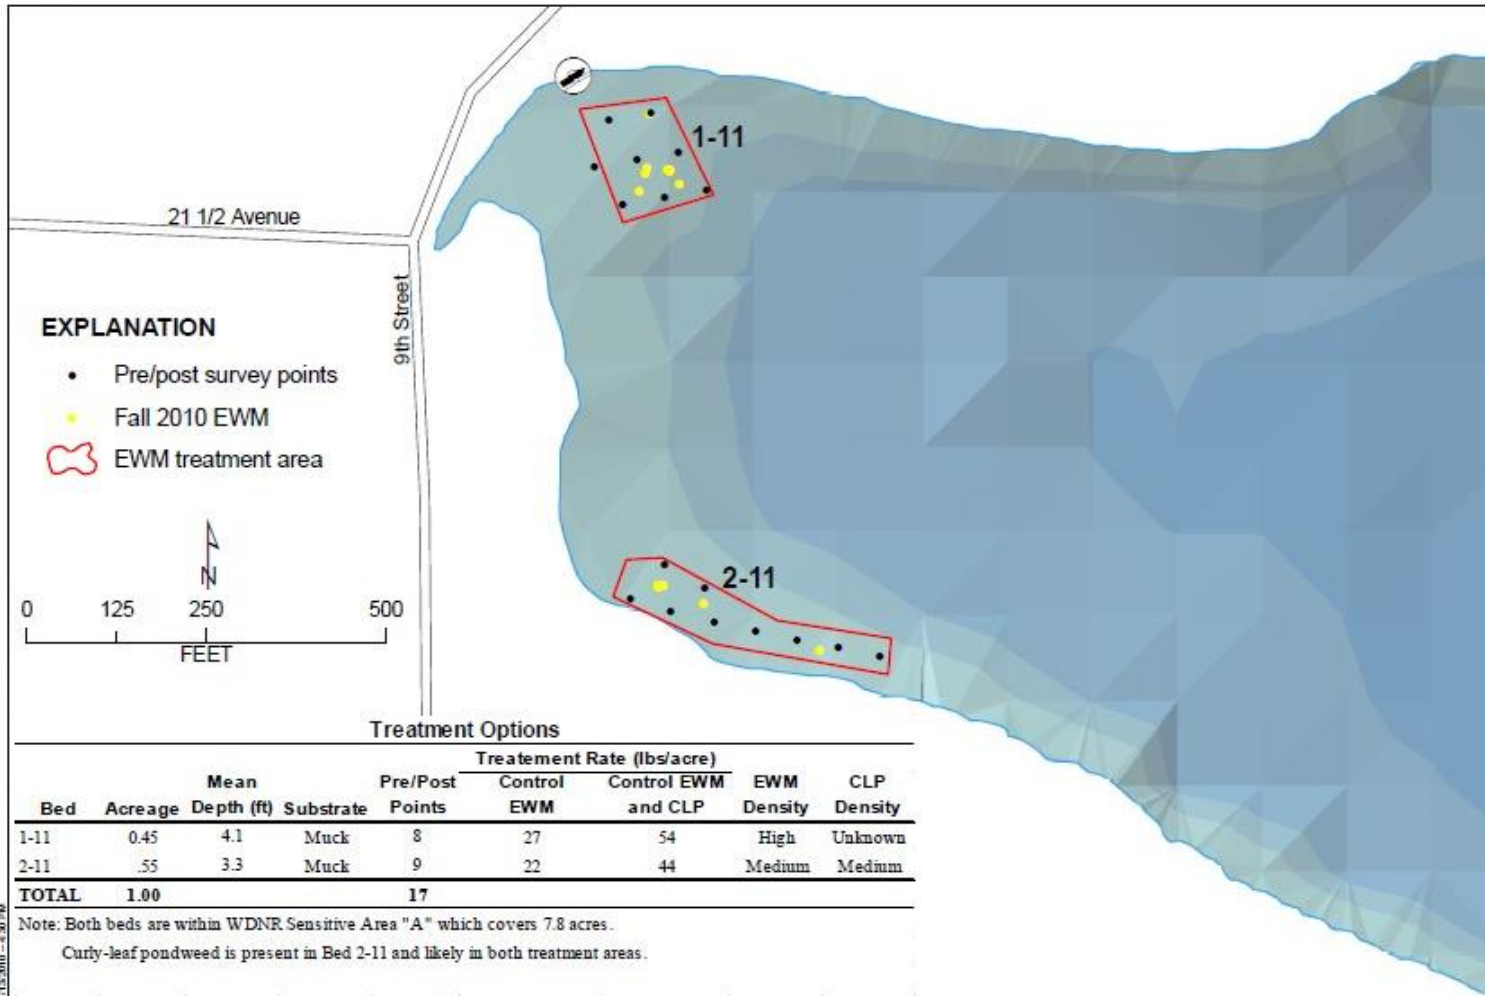 1-11
21 1/2 Avenue
9th Street
EXPLANATION
Pre/post survey points
Fall 2010 EWM
EWM treatment area
N
0 125 250 500
FEET
2-11
Treatment Options
Treatement Rate (lbs/acre)
Mean Pre/Post Control Control EWM EWM CLP
Bed Acreage Depth (ft) Substrate Points EWM and CLP Density Density
1-11 0.45 4.1 Muck 8 27 54 High Unknown
2-11 .55 3.3 Muck 9 22 44 Medium Medium
TOTAL 1.00 17
Note: Both beds are within WDNR Sensitive Area "A" which covers 7.8 acres.
Curly-leaf pondweed is present in Bed 2-11 and likely in both treatment areas.